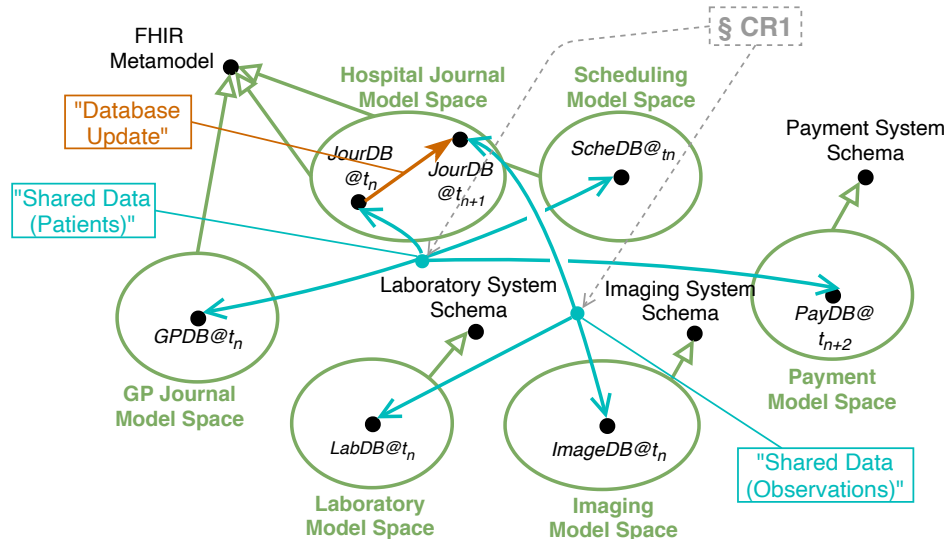 § CR1
FHIR
Metamodel
Hospital Journal
Model Space
Scheduling
Model Space
"Database
Update"
JourDB
@tn
JourDB
@tn+1
ScheDB@tn
Payment System
Schema
"Shared Data
(Patients)"
Laboratory System
Schema
Imaging System
Schema
GPDB@tn
PayDB@
tn+2
GP Journal
Model Space
Payment
Model Space
LabDB@tn
ImageDB@tn
"Shared Data
(Observations)"
Laboratory
Model Space
Imaging
Model Space